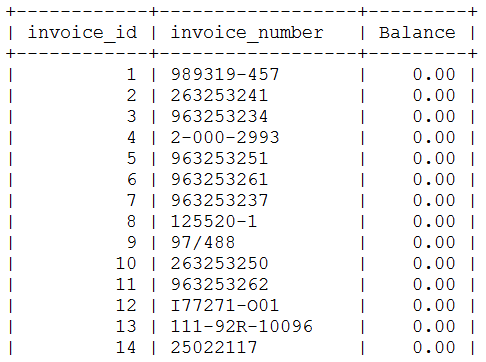 +------------+-----------------+---------+
| invoice_id | invoice_number | Balance |
+------------+-----------------+---------+
| 1 | 989319-457 | 0.00 |
| 2 | 263253241 | 0.00 |
| 3 | 963253234 | 0.00 |
| 4 | 2-000-2993 | 0.00 |
| 5 | 963253251 | 0.00 |
| 6 | 963253261 | 0.00 |
| 7 | 963253237 | 0.00 |
| 8 | 125520-1 | 0.00 |
| 9 | 97/488 | 0.00 |
| 10 | 263253250 | 0.00 |
| 11 | 963253262 | 0.00 |
| 12 | I77271-O01 | 0.00 |
| 13 | 111-92R-10096 | 0.00 |
| 14 | 25022117 | 0.00 |